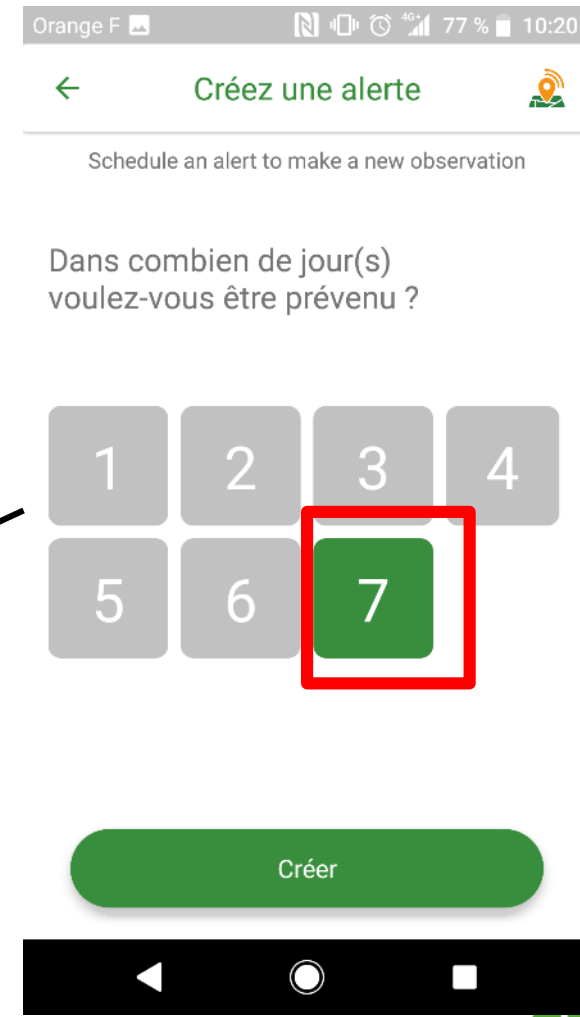 Orange F 4G+ 77 % 10:20
Créez une alerte
Schedule an alert to make a new observation
Dans combien de jour(s)
voulez-vous être prévenu ?
1 2 3 4
5 6 7
Créer